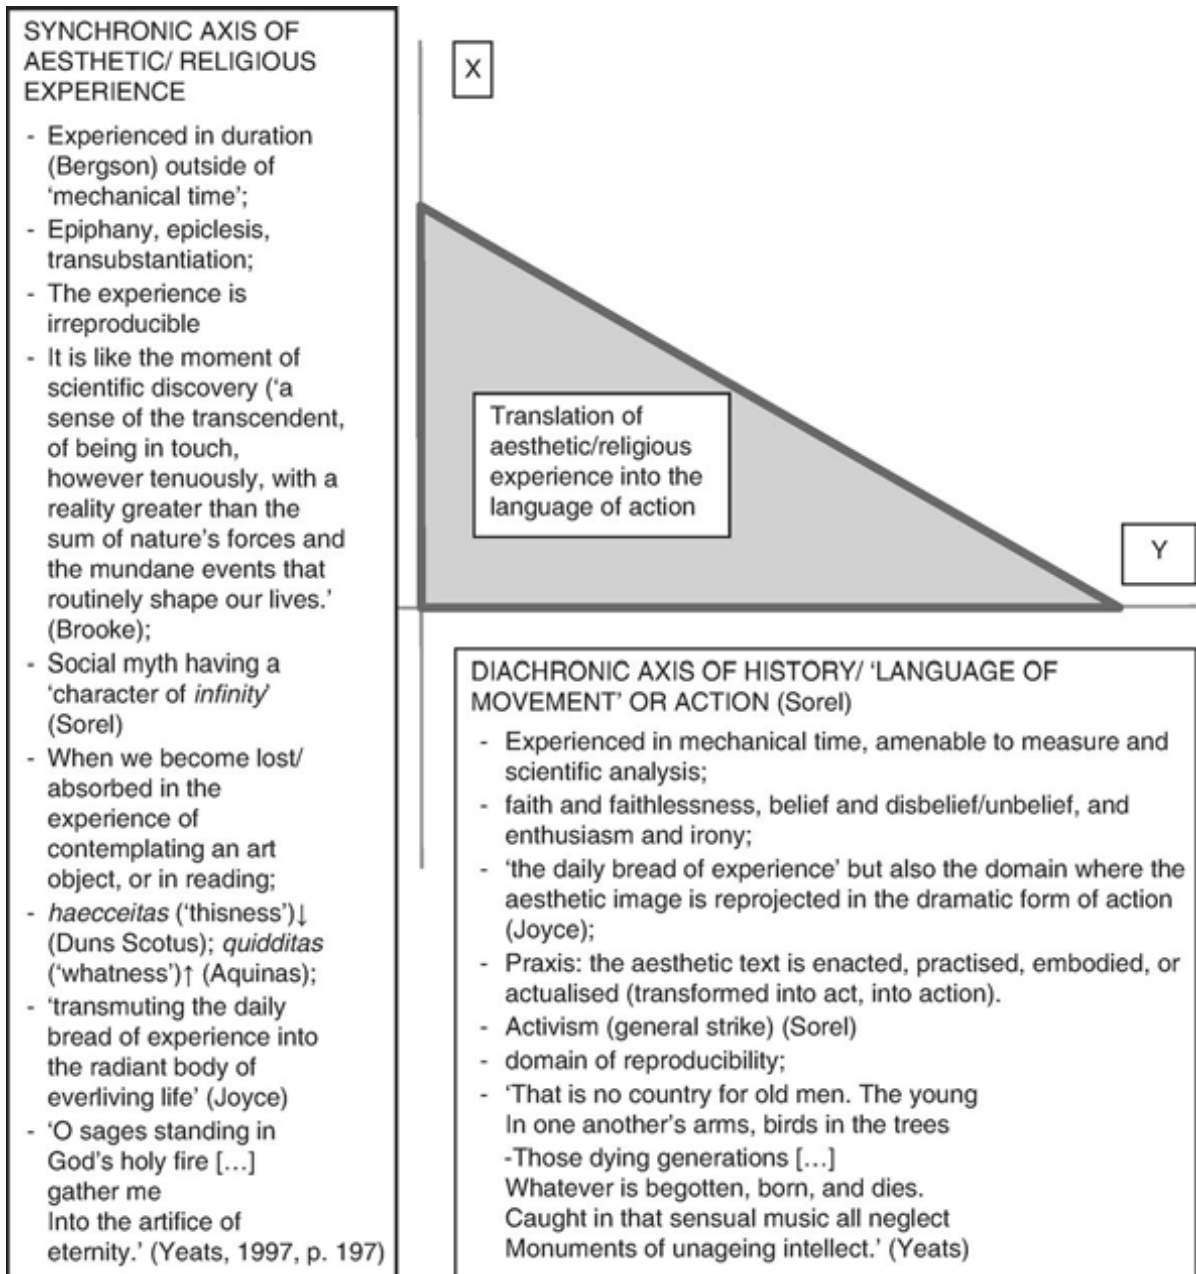 SYNCHRONIC AXIS OF
AESTHETIC/ RELIGIOUS
EXPERIENCE
- Experienced in duration
(Bergson) outside of
‘mechanical time’;
- Epiphany, epiclesis,
transubstantiation;
- The experience is
irreproducible
- It is like the moment of
scientific discovery (‘a
sense of the transcendent,
of being in touch,
however tenuously, with a
reality greater than the
sum of nature’s forces and
the mundane events that
routinely shape our lives.’
(Brooke);
- Social myth having a
‘character of infinity’
(Sorel)
- When we become lost/
absorbed in the
experience of
contemplating an art
object, or in reading;
- haecceitas (‘thisness’)↓
(Duns Scotus); quidditas
(‘whatness’)↑ (Aquinas);
- ‘transmuting the daily
bread of experience into
the radiant body of
everliving life’ (Joyce)
- ‘O sages standing in
God’s holy fire [...]
gather me
Into the artifice of
eternity.’ (Yeats, 1997, p. 197)
X
Translation of
aesthetic/religious
experience into the
language of action
Y
DIACHRONIC AXIS OF HISTORY/ ‘LANGUAGE OF
MOVEMENT’ OR ACTION (Sorel)
- Experienced in mechanical time, amenable to measure and
scientific analysis;
- faith and faithlessness, belief and disbelief/unbelief, and
enthusiasm and irony;
- ‘the daily bread of experience’ but also the domain where the
aesthetic image is reprojected in the dramatic form of action
(Joyce);
- Praxis: the aesthetic text is enacted, practised, embodied, or
actualised (transformed into act, into action).
- Activism (general strike) (Sorel)
- domain of reproducibility;
- ‘That is no country for old men. The young
In one another’s arms, birds in the trees
-Those dying generations [...]
Whatever is begotten, born, and dies.
Caught in that sensual music all neglect
Monuments of unageing intellect.’ (Yeats)